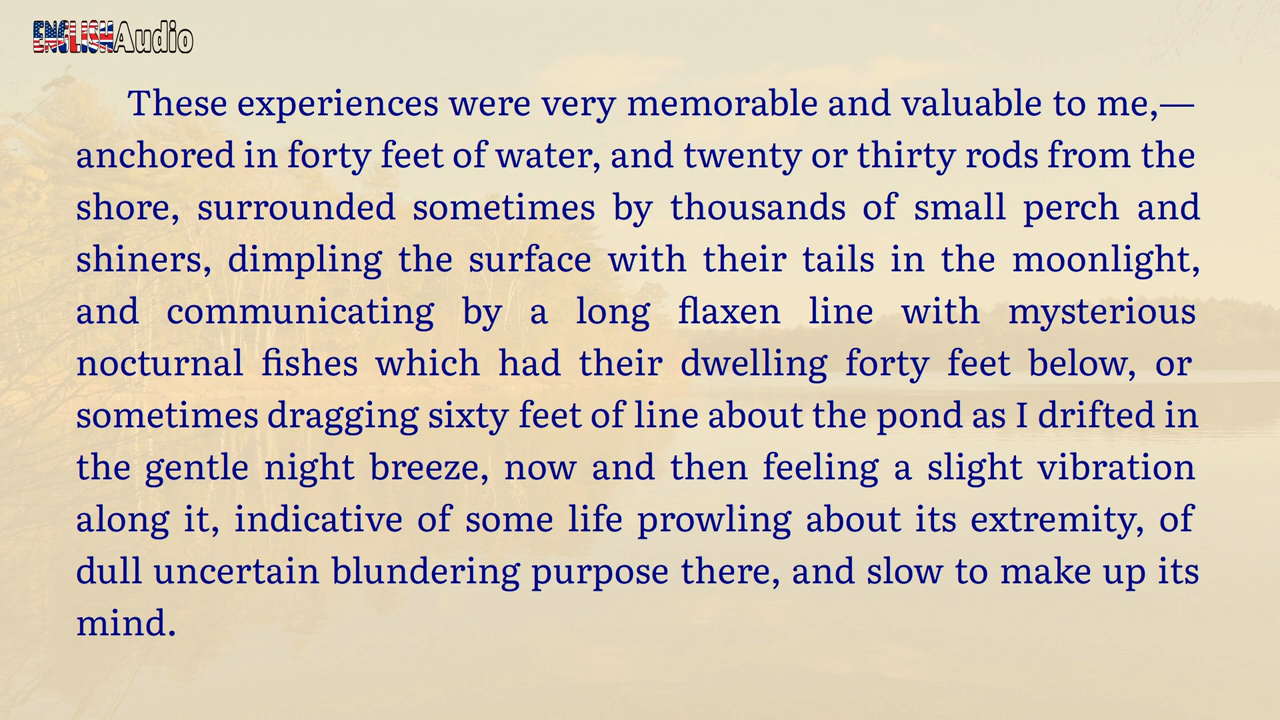 ENGLISHAudio
These experiences were very memorable and valuable to me,—
anchored in forty feet of water, and twenty or thirty rods from the
shore, surrounded sometimes by thousands of small perch and
shiners, dimpling the surface with their tails in the moonlight,
and communicating by a long flaxen line with mysterious
nocturnal fishes which had their dwelling forty feet below, or
sometimes dragging sixty feet of line about the pond as I drifted in
the gentle night breeze, now and then feeling a slight vibration
along it, indicative of some life prowling about its extremity, of
dull uncertain blundering purpose there, and slow to make up its
mind.